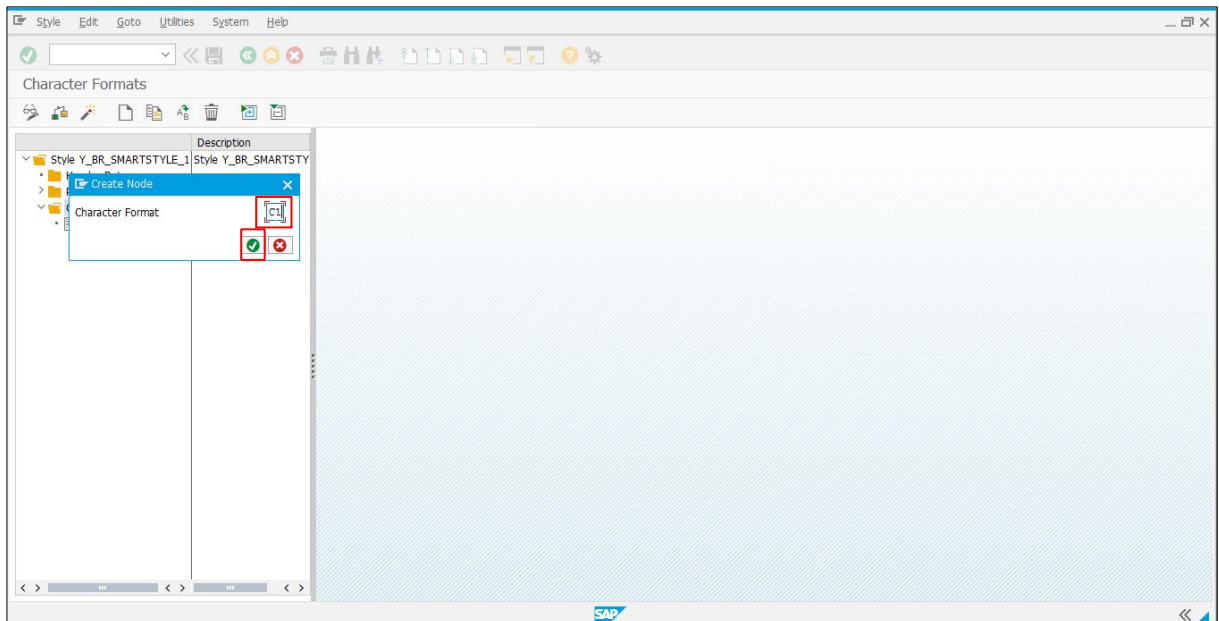 Style Edit Goto Utilities System Help
Character Formats
Description
Style Y_BR_SMARTSTYLE_1 Style Y_BR_SMARTSTY
Create Node
Character Format C1
SAP